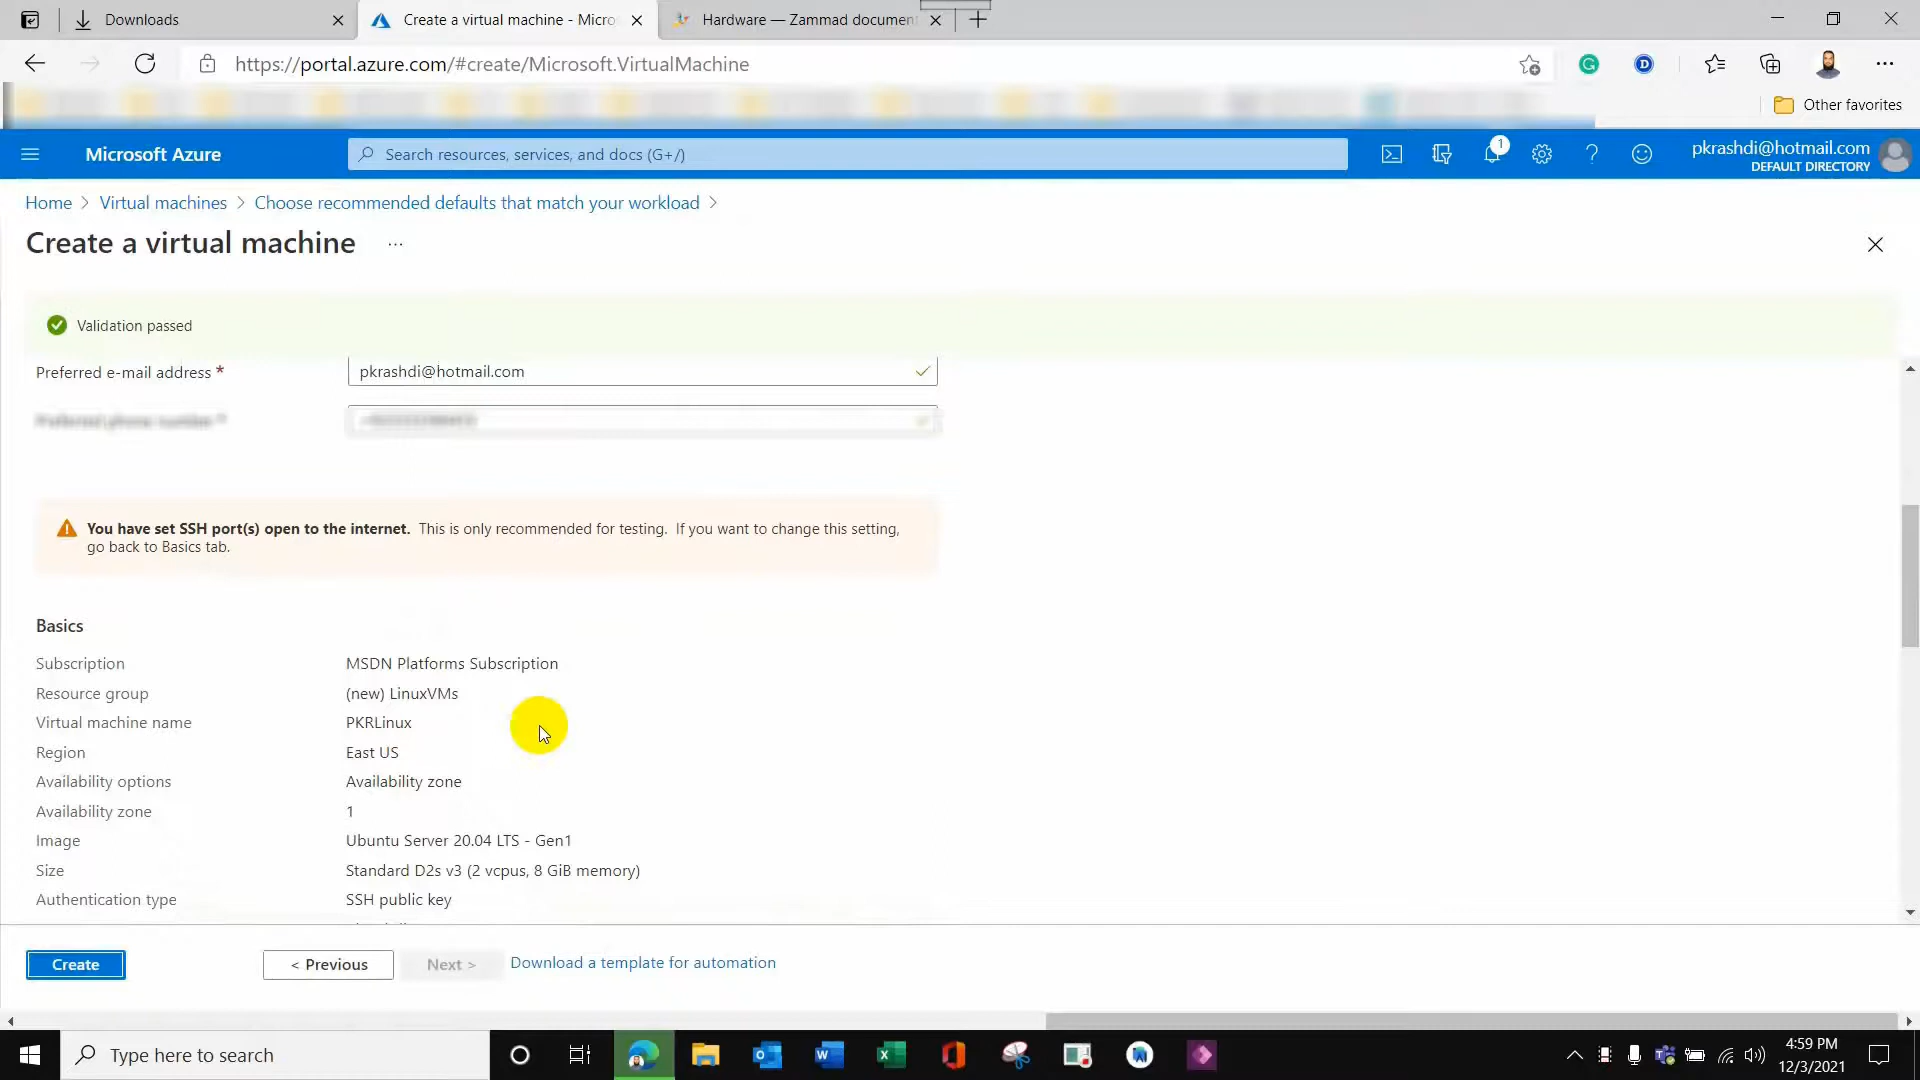 Downloads
Create a virtual machine - Micro
Hardware — Zammad document
https://portal.azure.com/#create/Microsoft.VirtualMachine
G
D
Other favorites
Microsoft Azure
Search resources, services, and docs (G+/)
1
pkrashdi@hotmail.com
DEFAULT DIRECTORY
Home > Virtual machines > Choose recommended defaults that match your workload >
Create a virtual machine ...
Validation passed
Preferred e-mail address *
pkrashdi@hotmail.com
You have set SSH port(s) open to the internet. This is only recommended for testing. If you want to change this setting,
go back to Basics tab.
Basics
Subscription MSDN Platforms Subscription
Resource group (new) LinuxVMs
Virtual machine name PKRLinux
Region East US
Availability options Availability zone
Availability zone 1
Image Ubuntu Server 20.04 LTS - Gen1
Size Standard D2s v3 (2 vcpus, 8 GiB memory)
Authentication type SSH public key
Create
< Previous
Next >
Download a template for automation
Type here to search
4:59 PM
12/3/2021